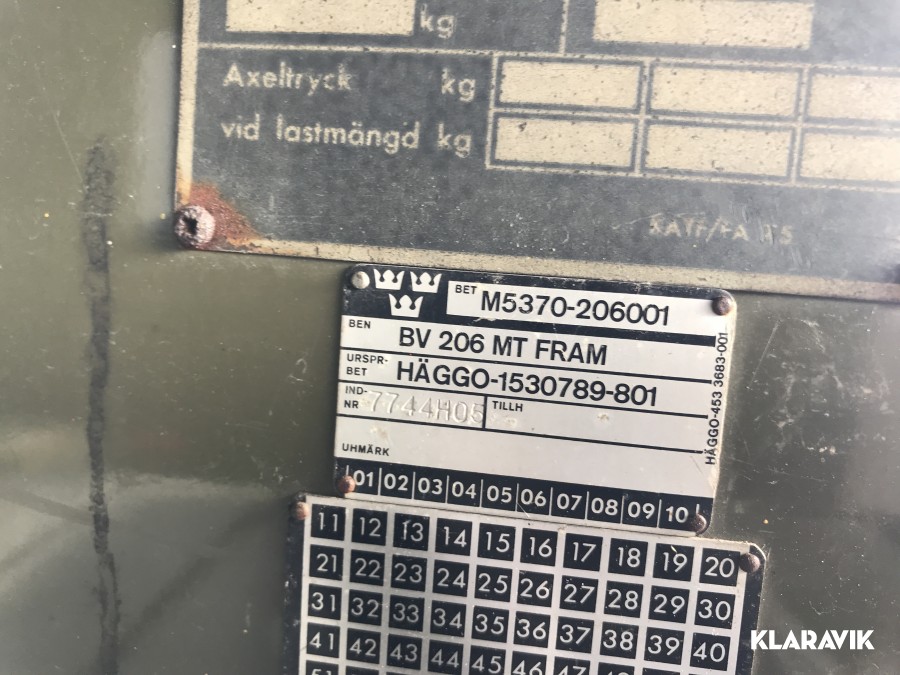 kg
Axeltryck kg
vid lastmängd kg
BET M5370-206001
BEN BV 206 MT FRAM
URSPR-BET HÄGGO-1530789-801
IND-NR 7744H05 TILLH
UHMÄRK
HÄGGO-453 3683-001
01 02 03 04 05 06 07 08 09 10
11 12 13 14 15 16 17 18 19 20
21 22 23 24 25 26 27 28 29 30
31 32 33 34 35 36 37 38 39 40
41 42 43 44 45 46 47
KLARAVIK